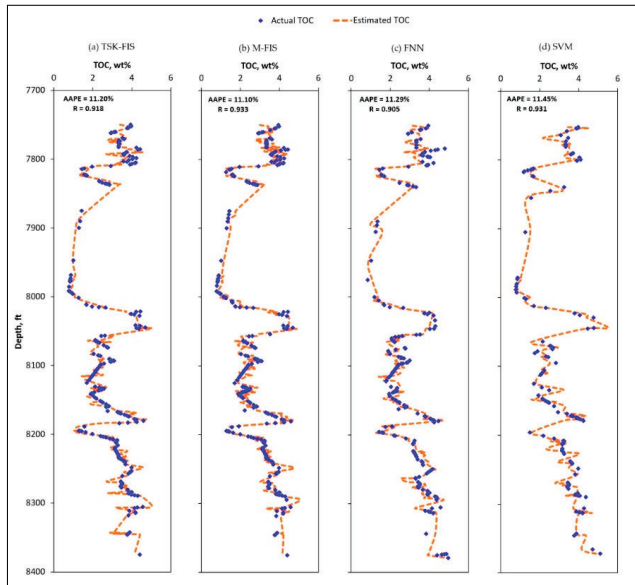 Actual TOC Estimated TOC
(a) TSK-FIS (b) M-FIS (c) FNN (d) SVM
TOC, wt% TOC, wt% TOC, wt% TOC, wt%
0 2 4 6 0 2 4 6 0 2 4 6 8 0 2 4 6
7700
AAPE = 11.20% AAPE = 11.10% AAPE = 11.29% AAPE = 11.45%
R = 0.918 R = 0.933 R = 0.905 R = 0.931
7800
7900
8000
Depth, ft
8100
8200
8300
8400